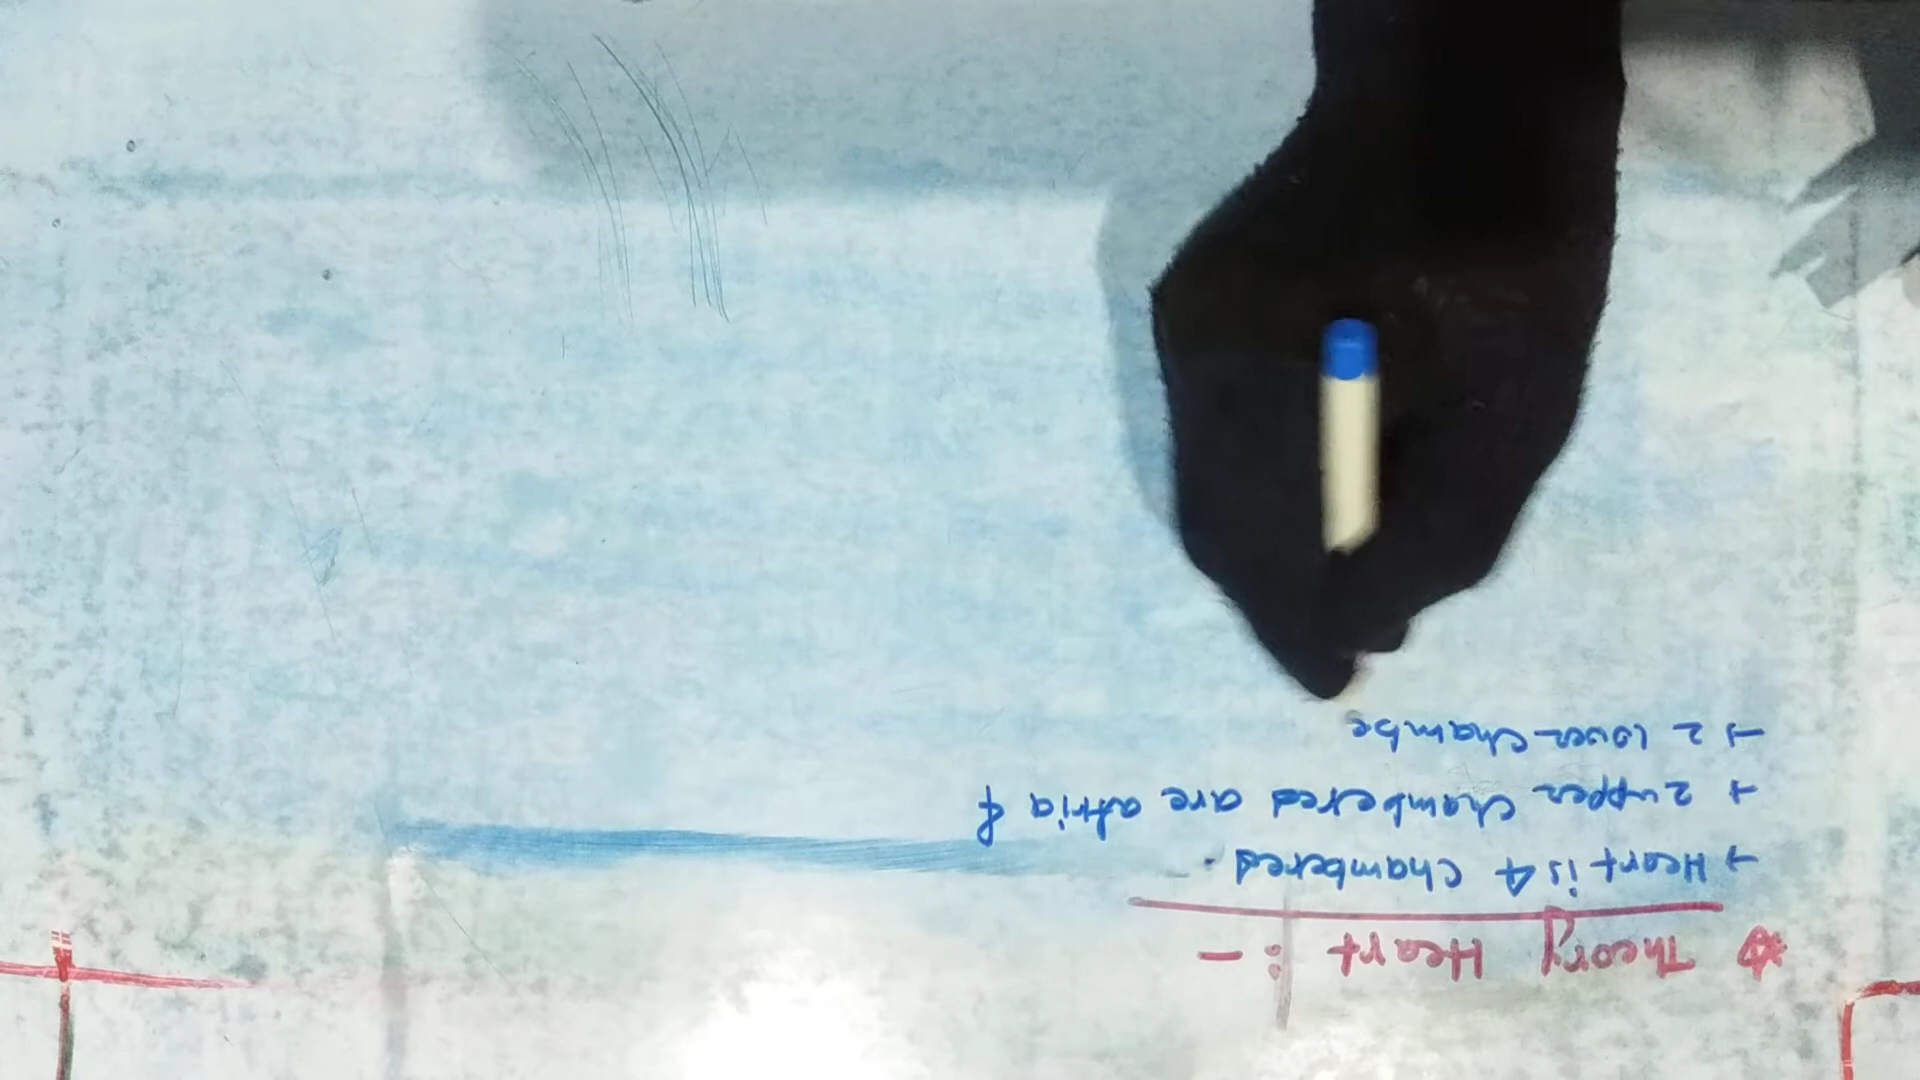 ☆ Theory Heart :-
→ Heart is 4 chambered.
→ 2 upper chambered are atria &
→ 2 lower chambe